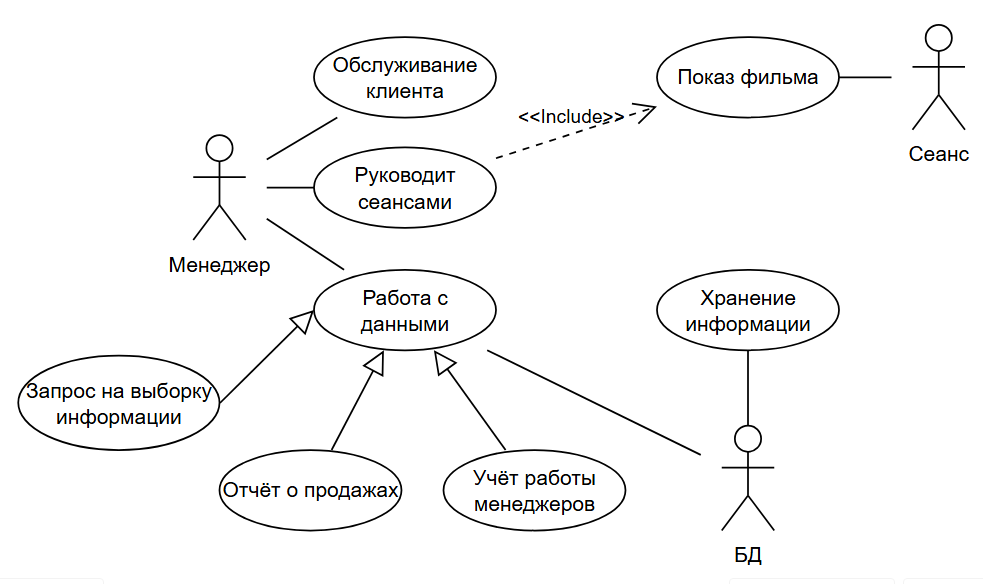 Обслуживание
клиента
Показ фильма
<<Include>>
Сеанс
Руководит
сеансами
Менеджер
Работа с
данными
Хранение
информации
Запрос на выборку
информации
Отчёт о продажах
Учёт работы
менеджеров
БД